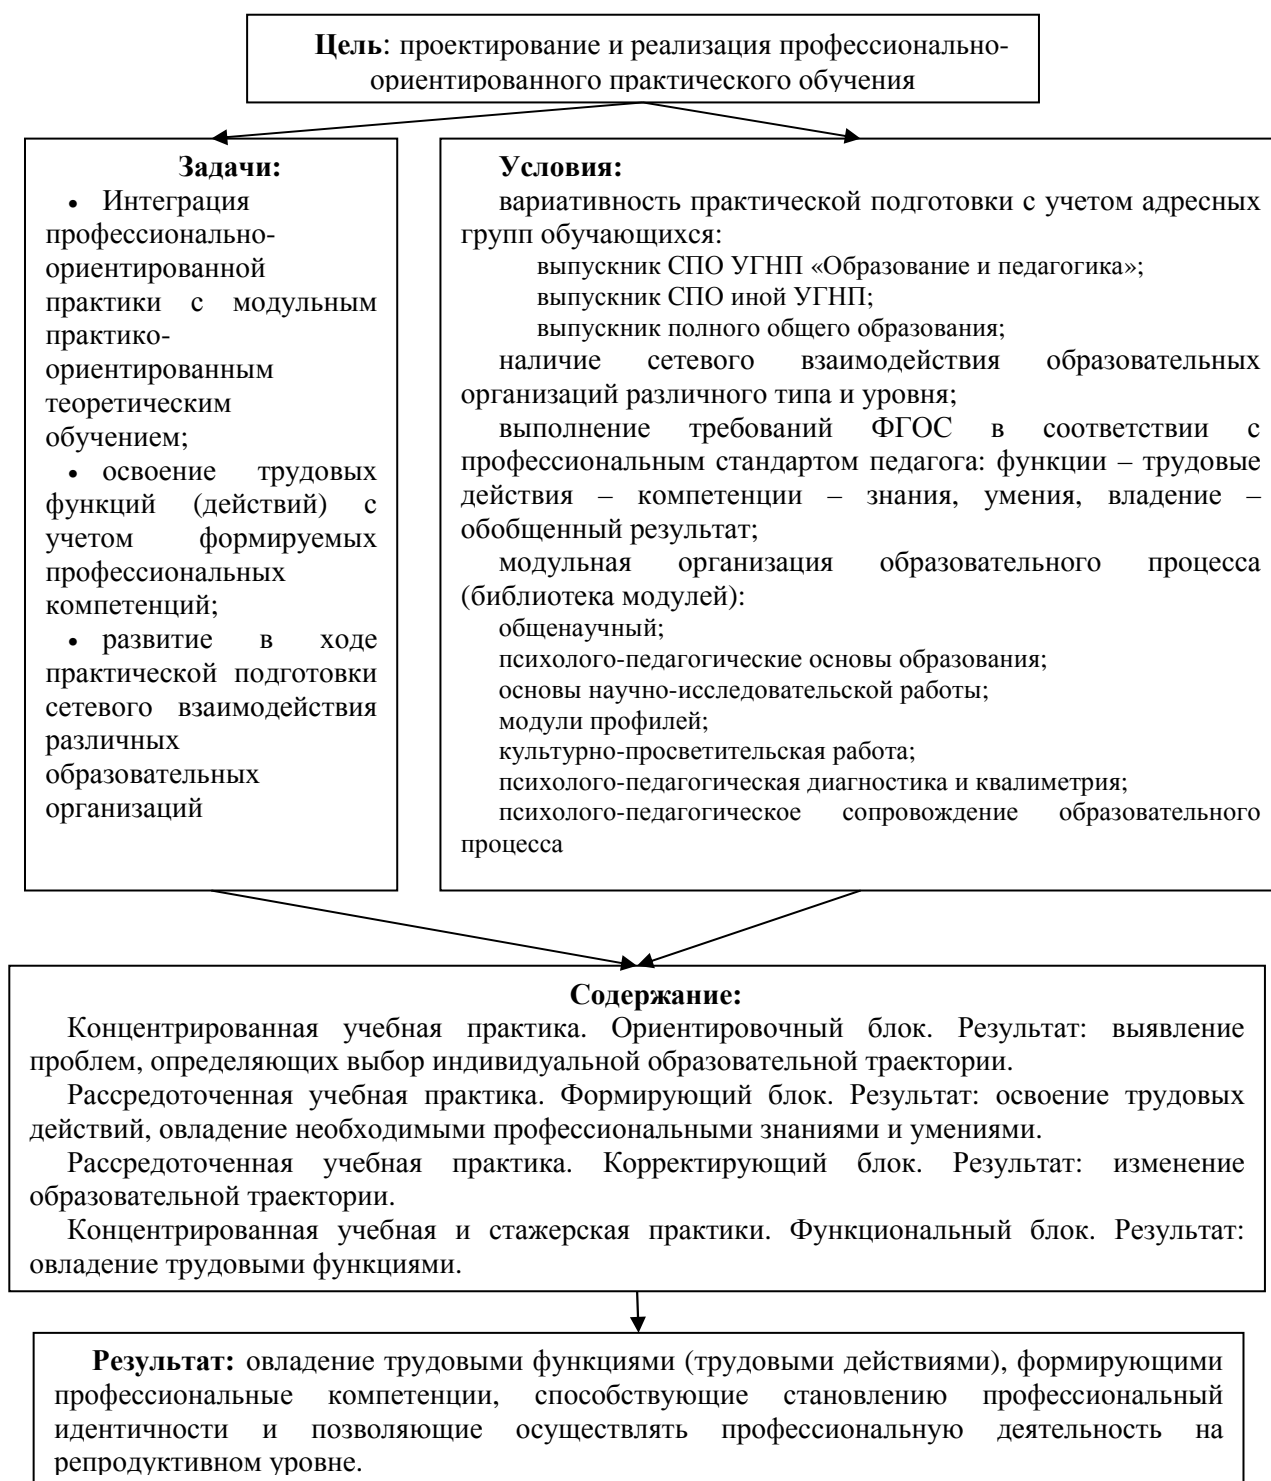 Цель: проектирование и реализация профессионально-
ориентированного практического обучения
Задачи:
• Интеграция
профессионально-
ориентированной
практики с модульным
практико-
ориентированным
теоретическим
обучением;
• освоение трудовых
функций (действий) с
учетом формируемых
профессиональных
компетенций;
• развитие в ходе
практической подготовки
сетевого взаимодействия
различных
образовательных
организаций
Условия:
вариативность практической подготовки с учетом адресных
групп обучающихся:
выпускник СПО УГНП «Образование и педагогика»;
выпускник СПО иной УГНП;
выпускник полного общего образования;
наличие сетевого взаимодействия образовательных
организаций различного типа и уровня;
выполнение требований ФГОС в соответствии с
профессиональным стандартом педагога: функции – трудовые
действия – компетенции – знания, умения, владение –
обобщенный результат;
модульная организация образовательного процесса
(библиотека модулей):
общенаучный;
психолого-педагогические основы образования;
основы научно-исследовательской работы;
модули профилей;
культурно-просветительская работа;
психолого-педагогическая диагностика и квалиметрия;
психолого-педагогическое сопровождение образовательного
процесса
Содержание:
Концентрированная учебная практика. Ориентировочный блок. Результат: выявление
проблем, определяющих выбор индивидуальной образовательной траектории.
Рассредоточенная учебная практика. Формирующий блок. Результат: освоение трудовых
действий, овладение необходимыми профессиональными знаниями и умениями.
Рассредоточенная учебная практика. Корректирующий блок. Результат: изменение
образовательной траектории.
Концентрированная учебная и стажерская практики. Функциональный блок. Результат:
овладение трудовыми функциями.
Результат: овладение трудовыми функциями (трудовыми действиями), формирующими
профессиональные компетенции, способствующие становлению профессиональный
идентичности и позволяющие осуществлять профессиональную деятельность на
репродуктивном уровне.